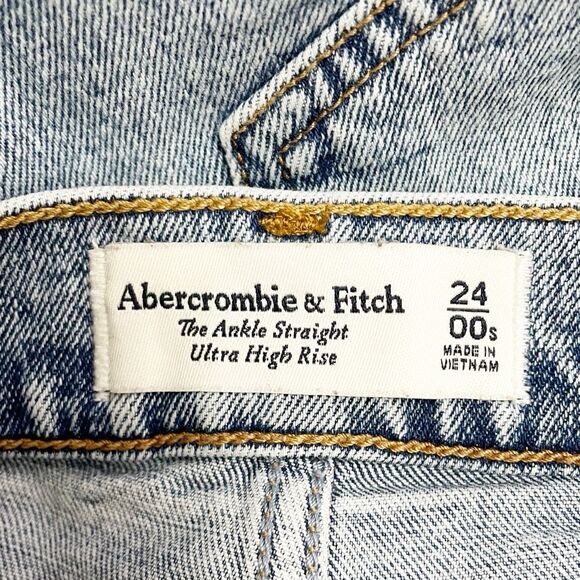 Abercrombie & Fitch
The Ankle Straight
Ultra High Rise
24
00s
MADE IN
VIETNAM